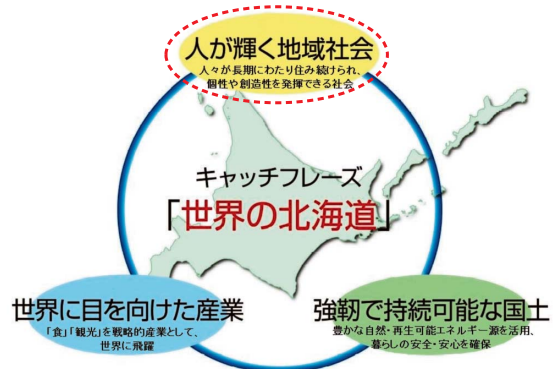 人が輝く地域社会
人々が長期にわたり住み続けられ、
個性や創造性を発揮できる社会
キャッチフレーズ
「世界の北海道」
世界に目を向けた産業
「食」「観光」を戦略的産業として、
世界に飛躍
強靭で持続可能な国土
豊かな自然・再生可能エネルギー源を活用、
暮らしの安全・安心を確保